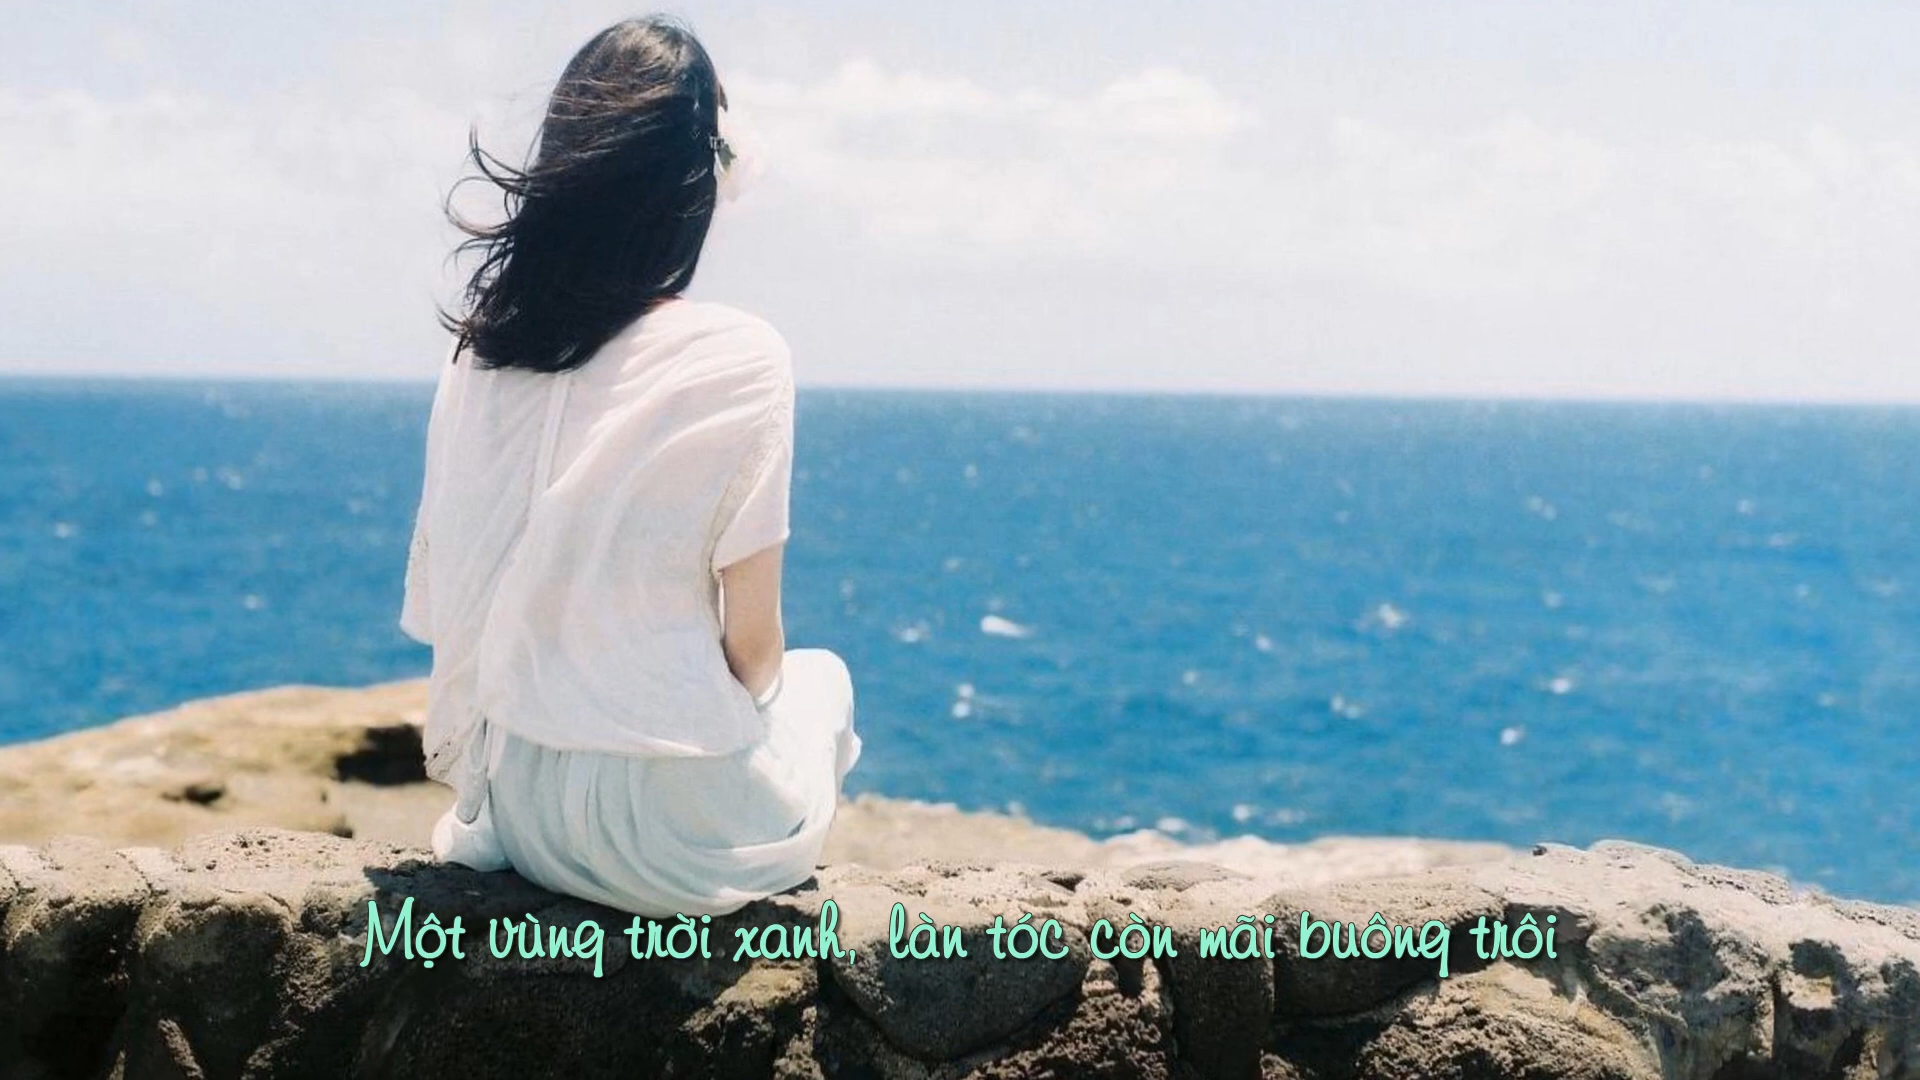 Một vùng trời xanh, làn tóc còn mãi buông trôi